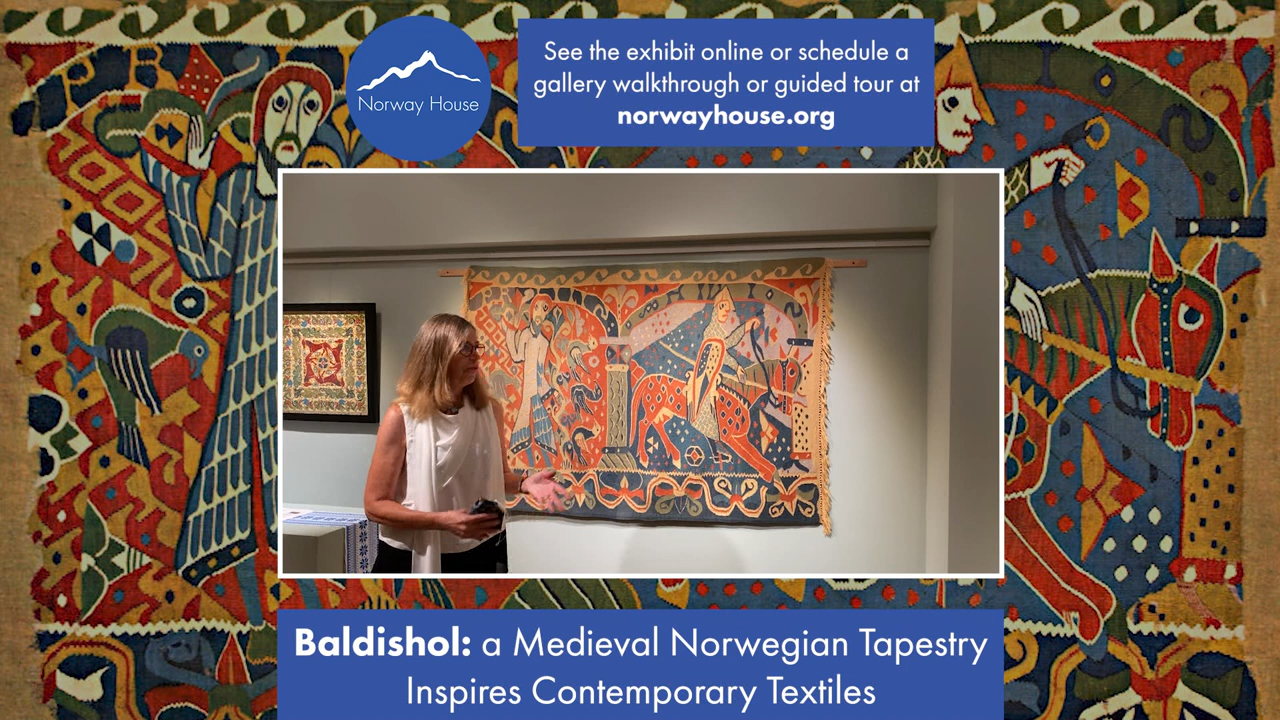 Norway House
See the exhibit online or schedule a
gallery walkthrough or guided tour at
norwayhouse.org
Baldishol: a Medieval Norwegian Tapestry
Inspires Contemporary Textiles